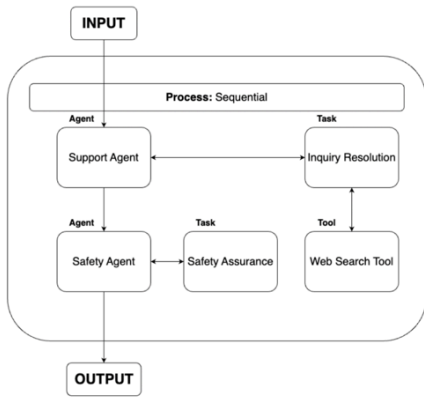 INPUT
Process: Sequential
Agent
Task
Support Agent
Inquiry Resolution
Agent
Task
Tool
Safety Agent
Safety Assurance
Web Search Tool
OUTPUT